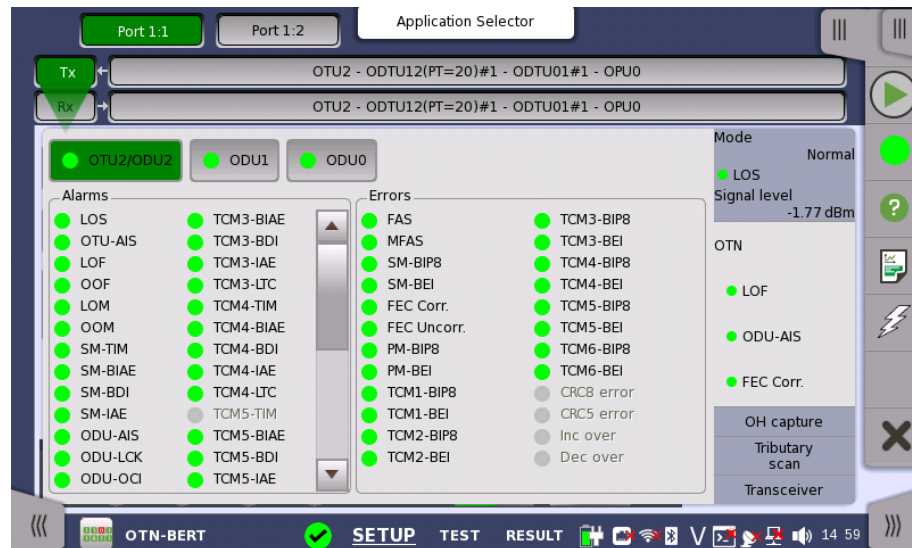 Port 1:1
Port 1:2
Application Selector
Tx
OTU2 - ODTU12(PT=20)#1 - ODTU01#1 - OPU0
Rx
OTU2 - ODTU12(PT=20)#1 - ODTU01#1 - OPU0
OTU2/ODU2
ODU1
ODU0
Alarms
LOS
OTU-AIS
LOF
OOF
LOM
OOM
SM-TIM
SM-BIAE
SM-BDI
SM-IAE
ODU-AIS
ODU-LCK
ODU-OCI
TCM3-BIAE
TCM3-BDI
TCM3-IAE
TCM3-LTC
TCM4-TIM
TCM4-BIAE
TCM4-BDI
TCM4-IAE
TCM4-LTC
TCM5-TIM
TCM5-BIAE
TCM5-BDI
TCM5-IAE
Errors
FAS
MFAS
SM-BIP8
SM-BEI
FEC Corr.
FEC Uncorr.
PM-BIP8
PM-BEI
TCM1-BIP8
TCM1-BEI
TCM2-BIP8
TCM2-BEI
TCM3-BIP8
TCM3-BEI
TCM4-BIP8
TCM4-BEI
TCM5-BIP8
TCM5-BEI
TCM6-BIP8
TCM6-BEI
CRC8 error
CRC5 error
Inc over
Dec over
Mode
Normal
LOS
Signal level
-1.77 dBm
OTN
LOF
ODU-AIS
FEC Corr.
OH capture
Tributary
scan
Transceiver
OTN-BERT
SETUP
TEST
RESULT
V
14 59